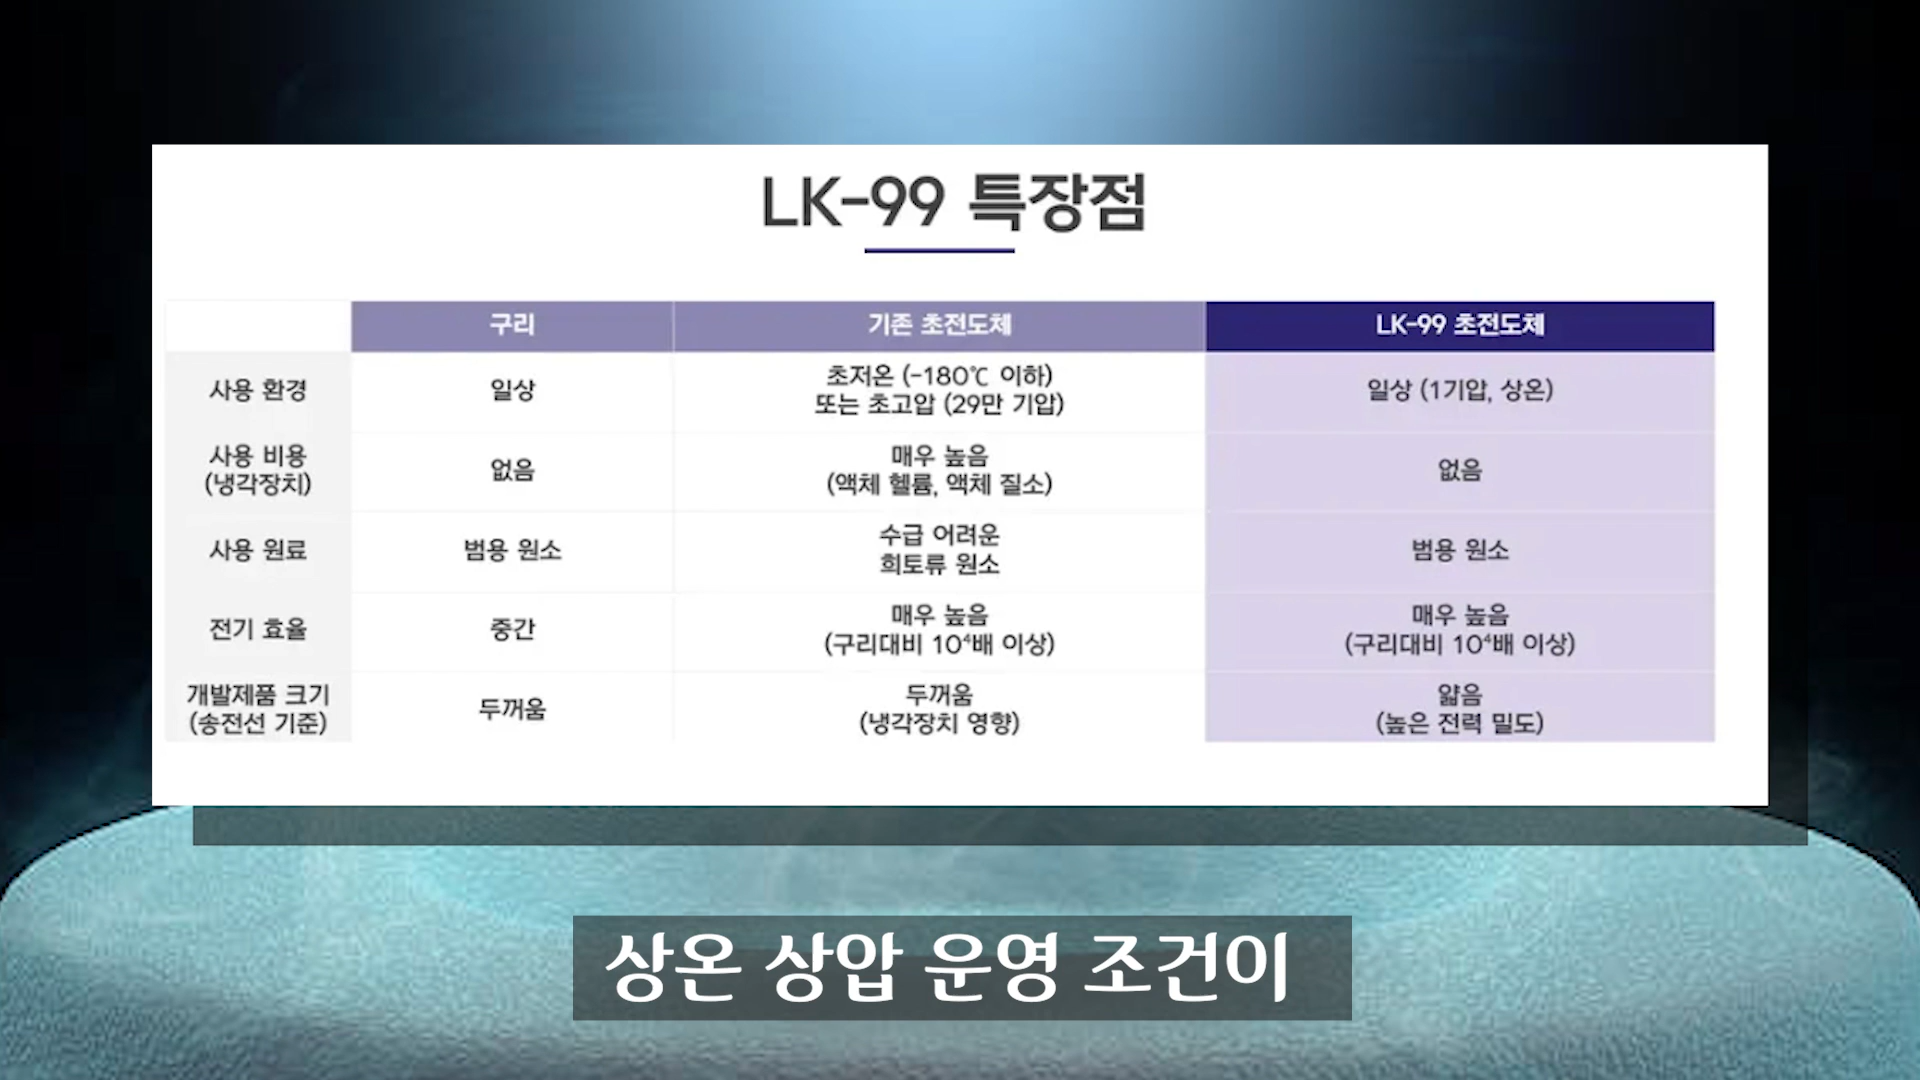 LK-99 특장점
구리
기존 초전도체
LK-99 초전도체
사용 환경
일상
초저온 (-180℃ 이하)
또는 초고압 (29만 기압)
일상 (1기압, 상온)
사용 비용
(냉각장치)
없음
매우 높음
(액체 헬륨, 액체 질소)
없음
사용 원료
범용 원소
수급 어려운
희토류 원소
범용 원소
전기 효율
중간
매우 높음
(구리대비 10⁴배 이상)
매우 높음
(구리대비 10⁴배 이상)
개발제품 크기
(송전선 기준)
두꺼움
두꺼움
(냉각장치 영향)
얇음
(높은 전력 밀도)
상온 상압 운영 조건이